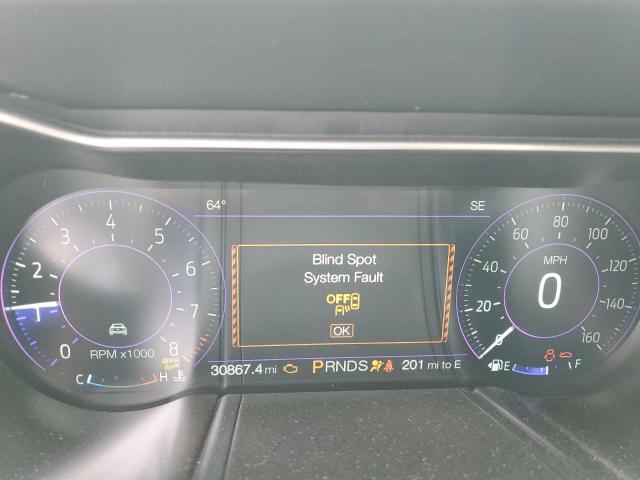 64°
SE
Blind Spot
System Fault
OFF
OK
0 1 2 3 4 5 6 7 8
RPM x1000
OFF
C H
30867.4 mi
PRNDS
201 mi to E
0 20 40 60 80 100 120 140 160
MPH
0
E F